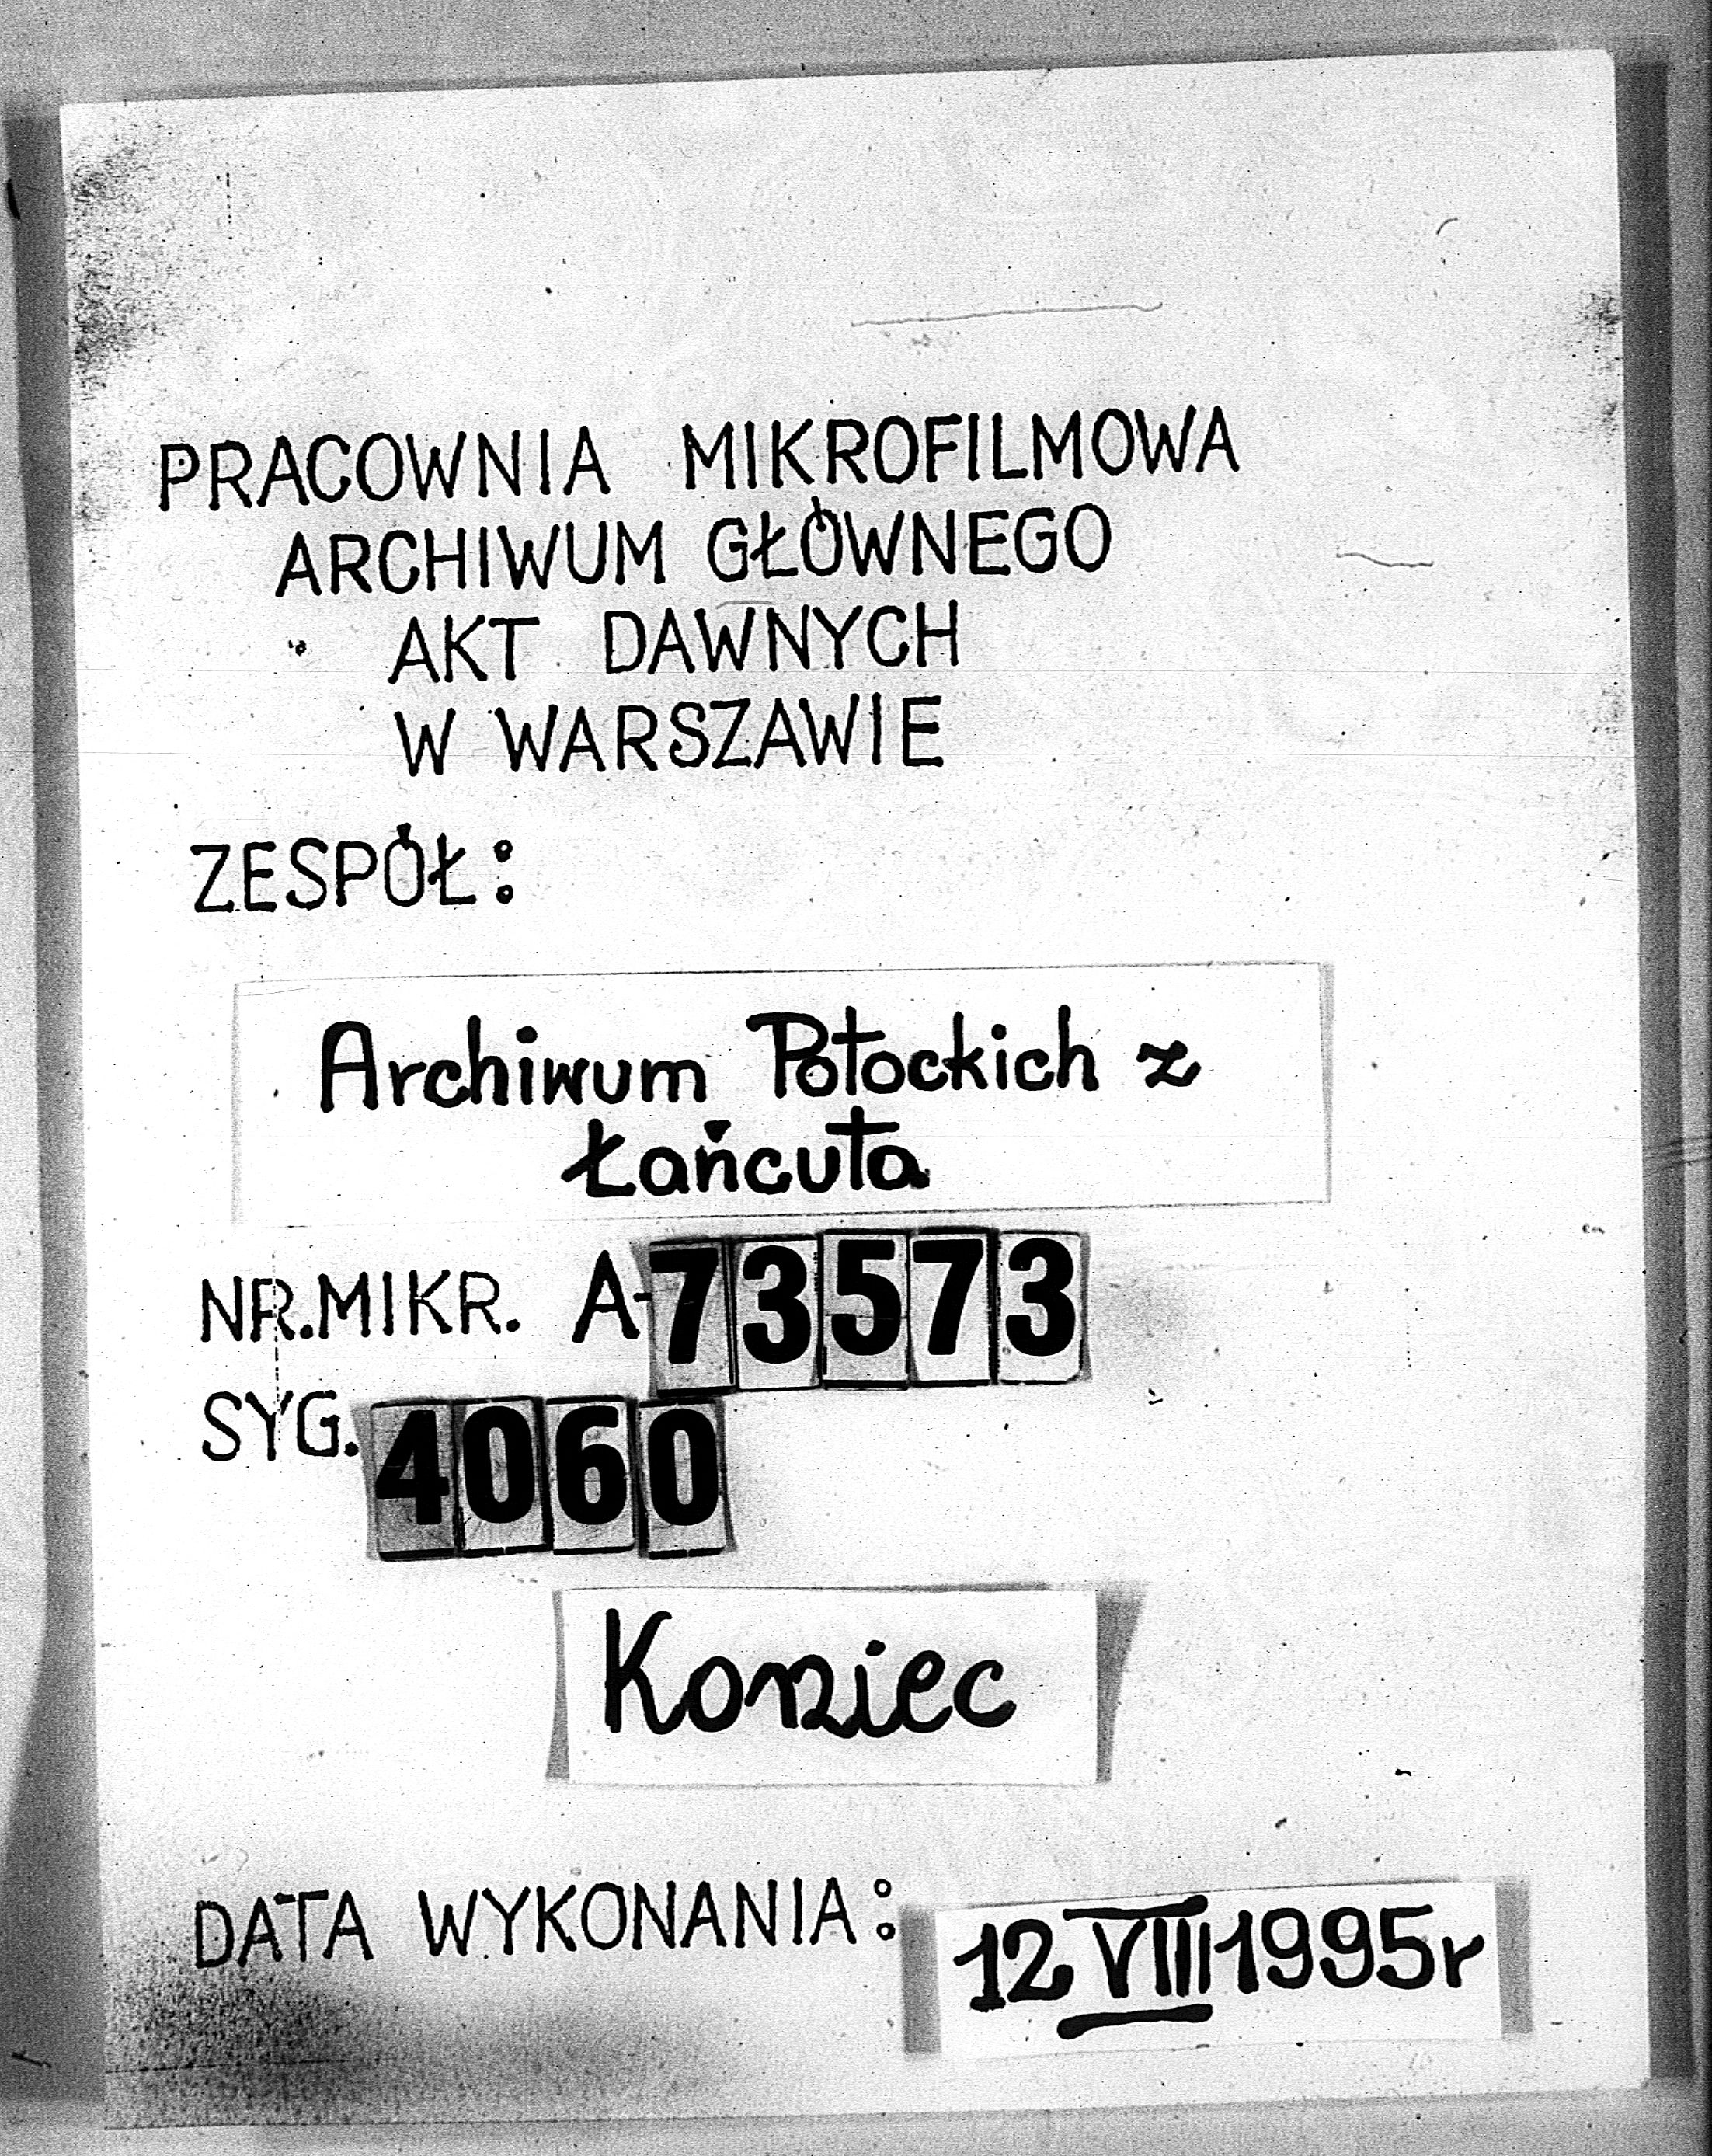 PRACOWNIA MIKROFILMOWA
ARCHIWUM GŁÓWNEGO
AKT DAWNYCH
W WARSZAWIE
ZESPÓŁ:
Archiwum Potockich z
Łańcuta
NR.MIKR. A-73573
SYG. 4060
Koniec
DATA WYKONANIA: 12 VIII 1995r